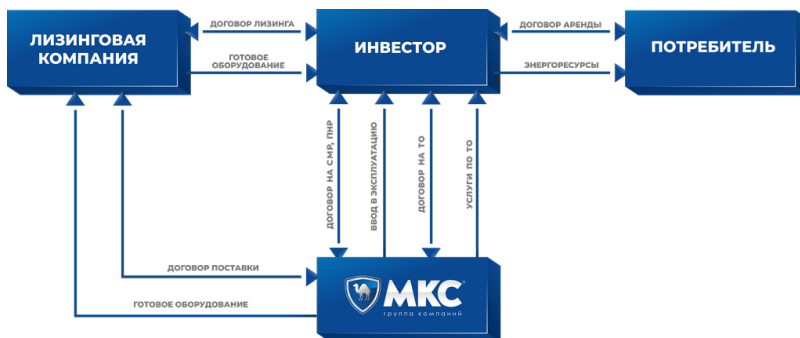 ЛИЗИНГОВАЯ
КОМПАНИЯ
ДОГОВОР ЛИЗИНГА
ГОТОВОЕ
ОБОРУДОВАНИЕ
ИНВЕСТОР
ДОГОВОР АРЕНДЫ
ЭНЕРГОРЕСУРСЫ
ПОТРЕБИТЕЛЬ
ДОГОВОР НА СМР, ПНР
ВВОД В ЭКСПЛУАТАЦИЮ
ДОГОВОР НА ТО
УСЛУГИ ПО ТО
ДОГОВОР ПОСТАВКИ
ГОТОВОЕ ОБОРУДОВАНИЕ
МКС
группа компаний